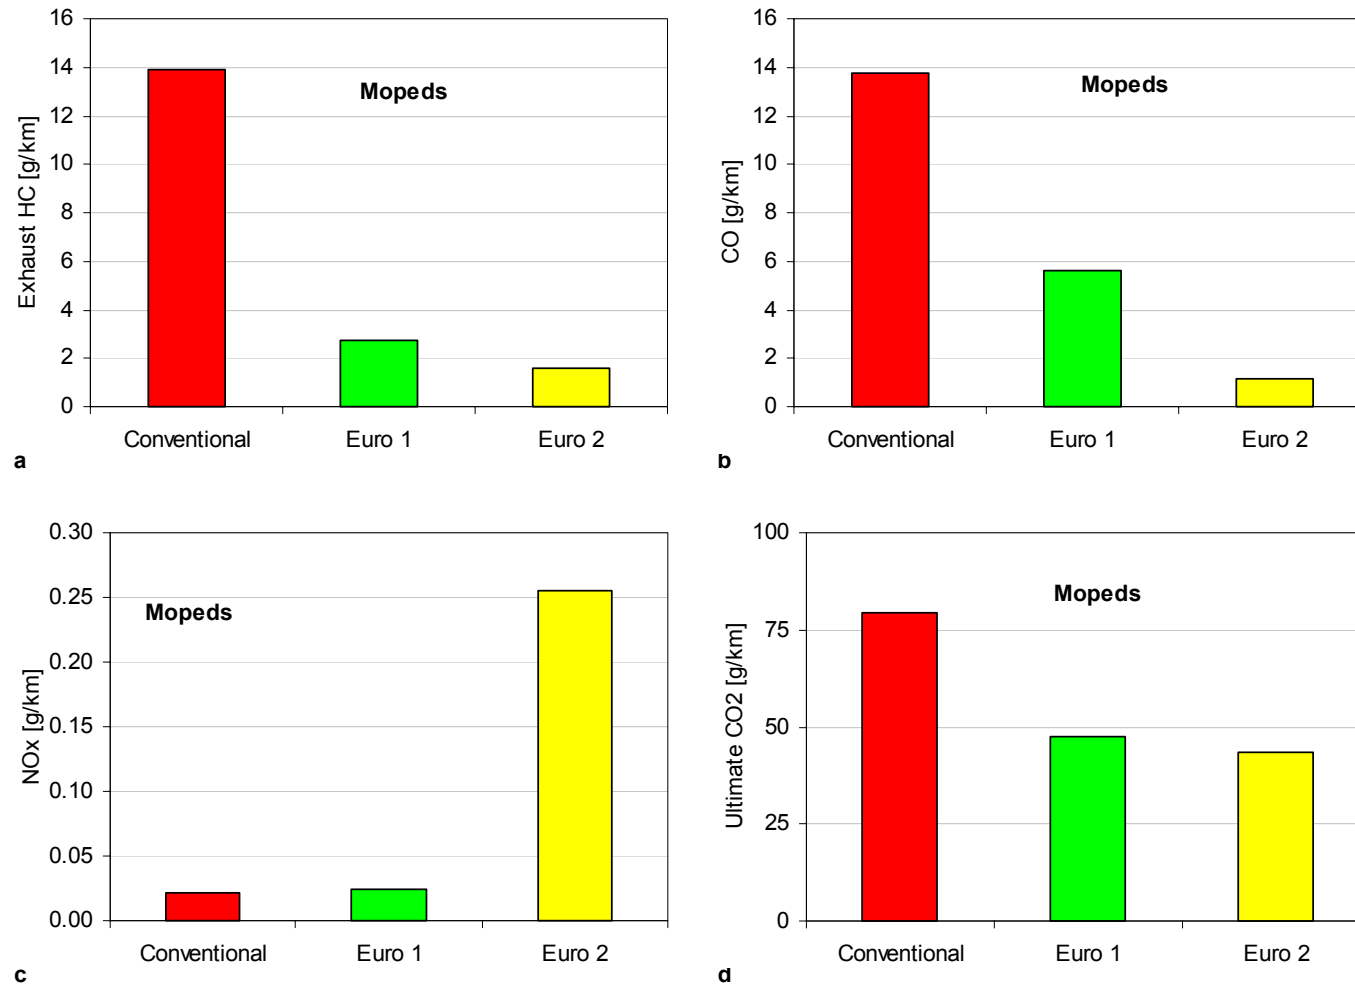 16
14
12
10
8
6
4
2
0
Exhaust HC [g/km]
Mopeds
Conventional Euro 1 Euro 2
a
16
14
12
10
8
6
4
2
0
CO [g/km]
Mopeds
Conventional Euro 1 Euro 2
b
0.30
0.25
0.20
0.15
0.10
0.05
0.00
NOx [g/km]
Mopeds
Conventional Euro 1 Euro 2
c
100
75
50
25
0
Ultimate CO2 [g/km]
Mopeds
Conventional Euro 1 Euro 2
d